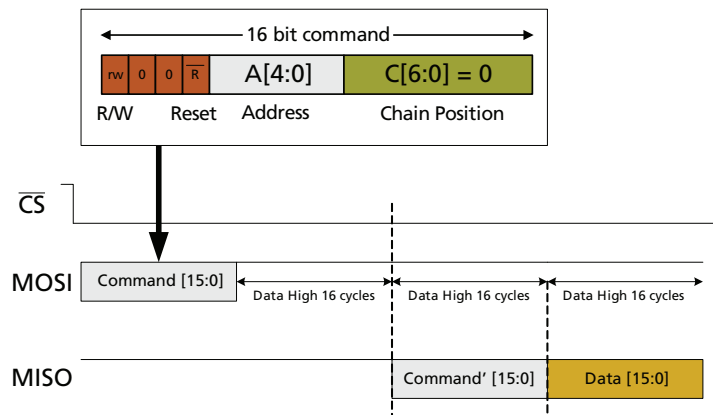 16 bit command
rw 0 0 R̅ A[4:0] C[6:0] = 0
R/W Reset Address Chain Position
C̅S̅
MOSI Command [15:0] Data High 16 cycles Data High 16 cycles Data High 16 cycles
MISO Command' [15:0] Data [15:0]